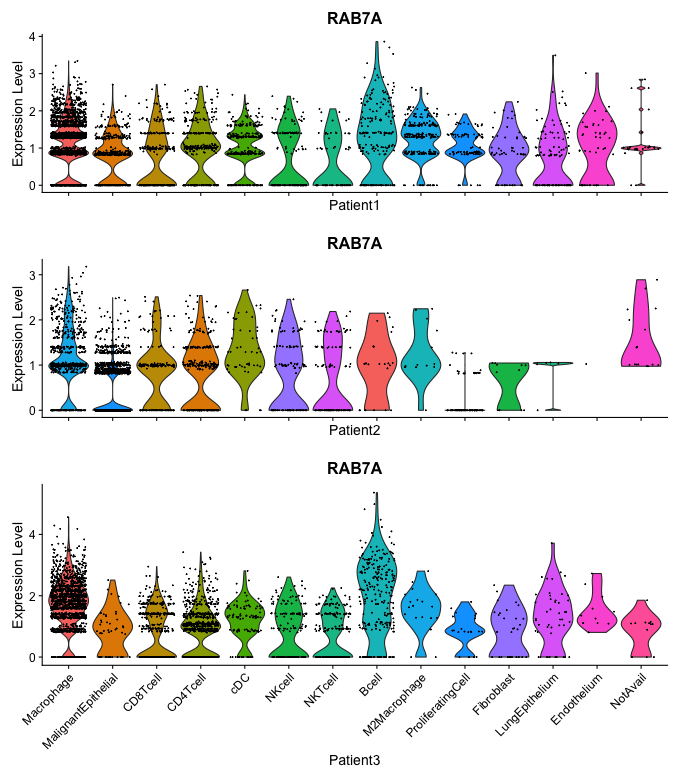 RAB7A
Expression Level
4
3
2
1
0
Patient1
RAB7A
Expression Level
3
2
1
0
Patient2
RAB7A
Expression Level
4
2
0
Macrophage
MalignantEpithelial
CD8Tcell
CD4Tcell
cDC
NKcell
NKTcell
Bcell
M2Macrophage
ProliferatingCell
Fibroblast
LungEpithelium
Endothelium
NotAvail
Patient3